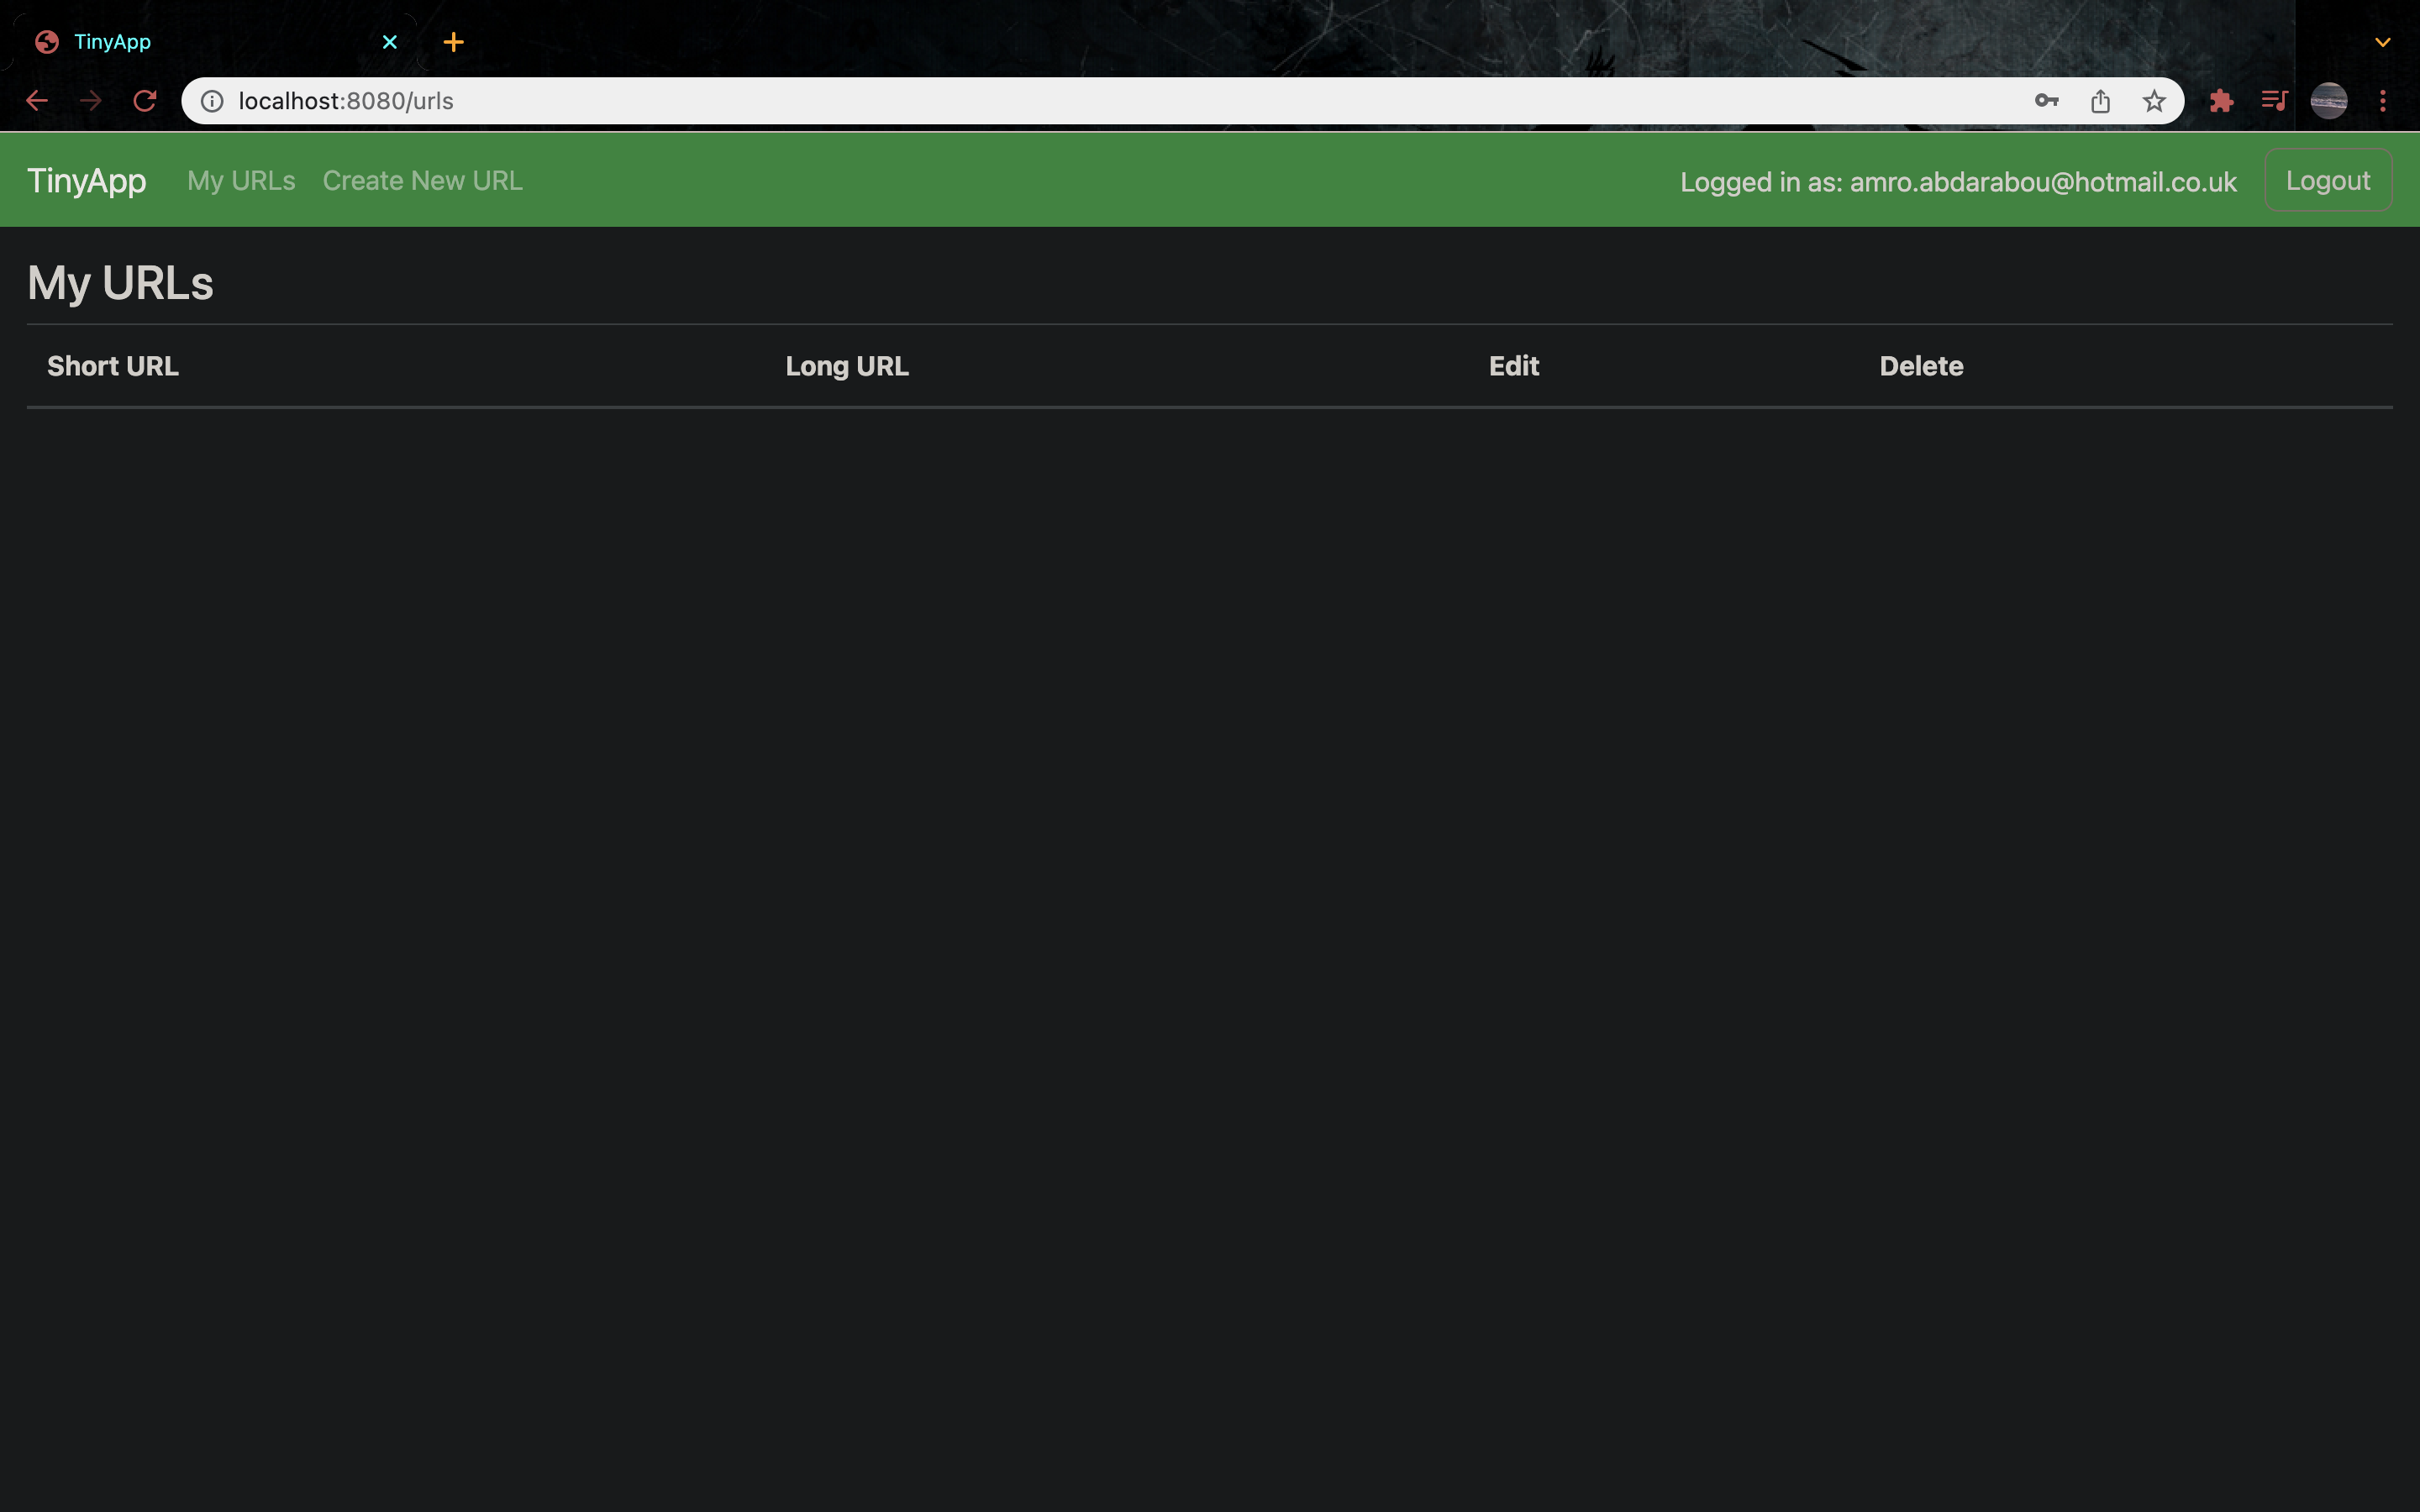 TinyApp
localhost:8080/urls
TinyApp My URLs Create New URL Logged in as: amro.abdarabou@hotmail.co.uk Logout
My URLs
Short URL Long URL Edit Delete